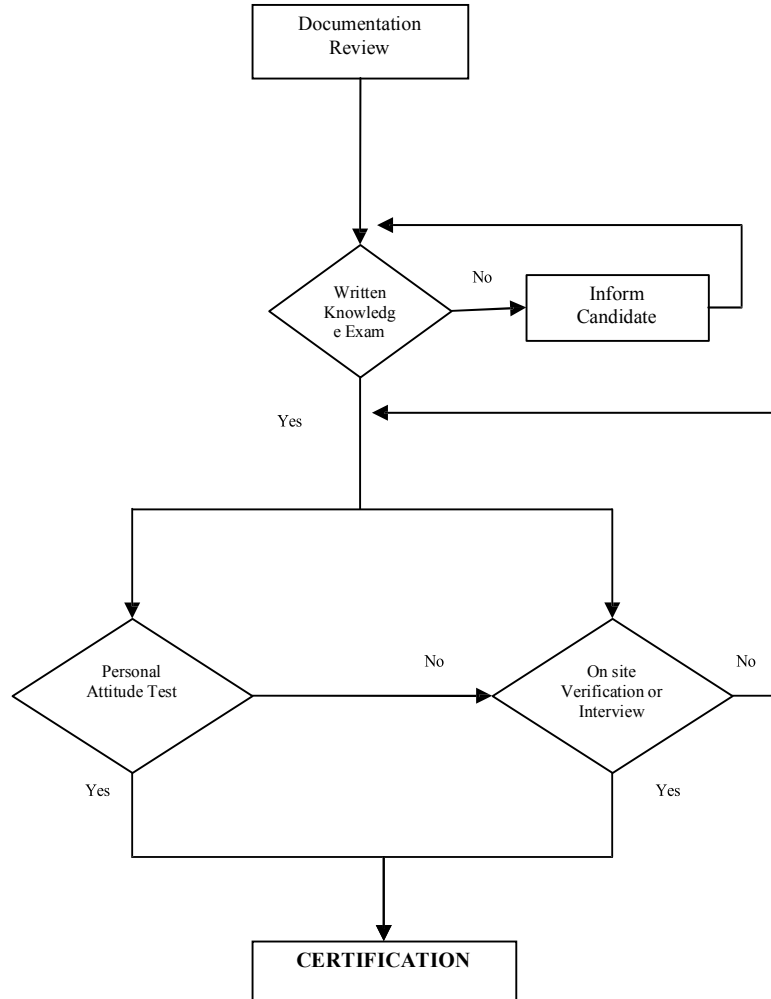 Documentation
Review
No
Written
Knowledg
e Exam
Inform
Candidate
Yes
Personal
Attitude Test
No
On site
Verification or
Interview
No
Yes
Yes
CERTIFICATION